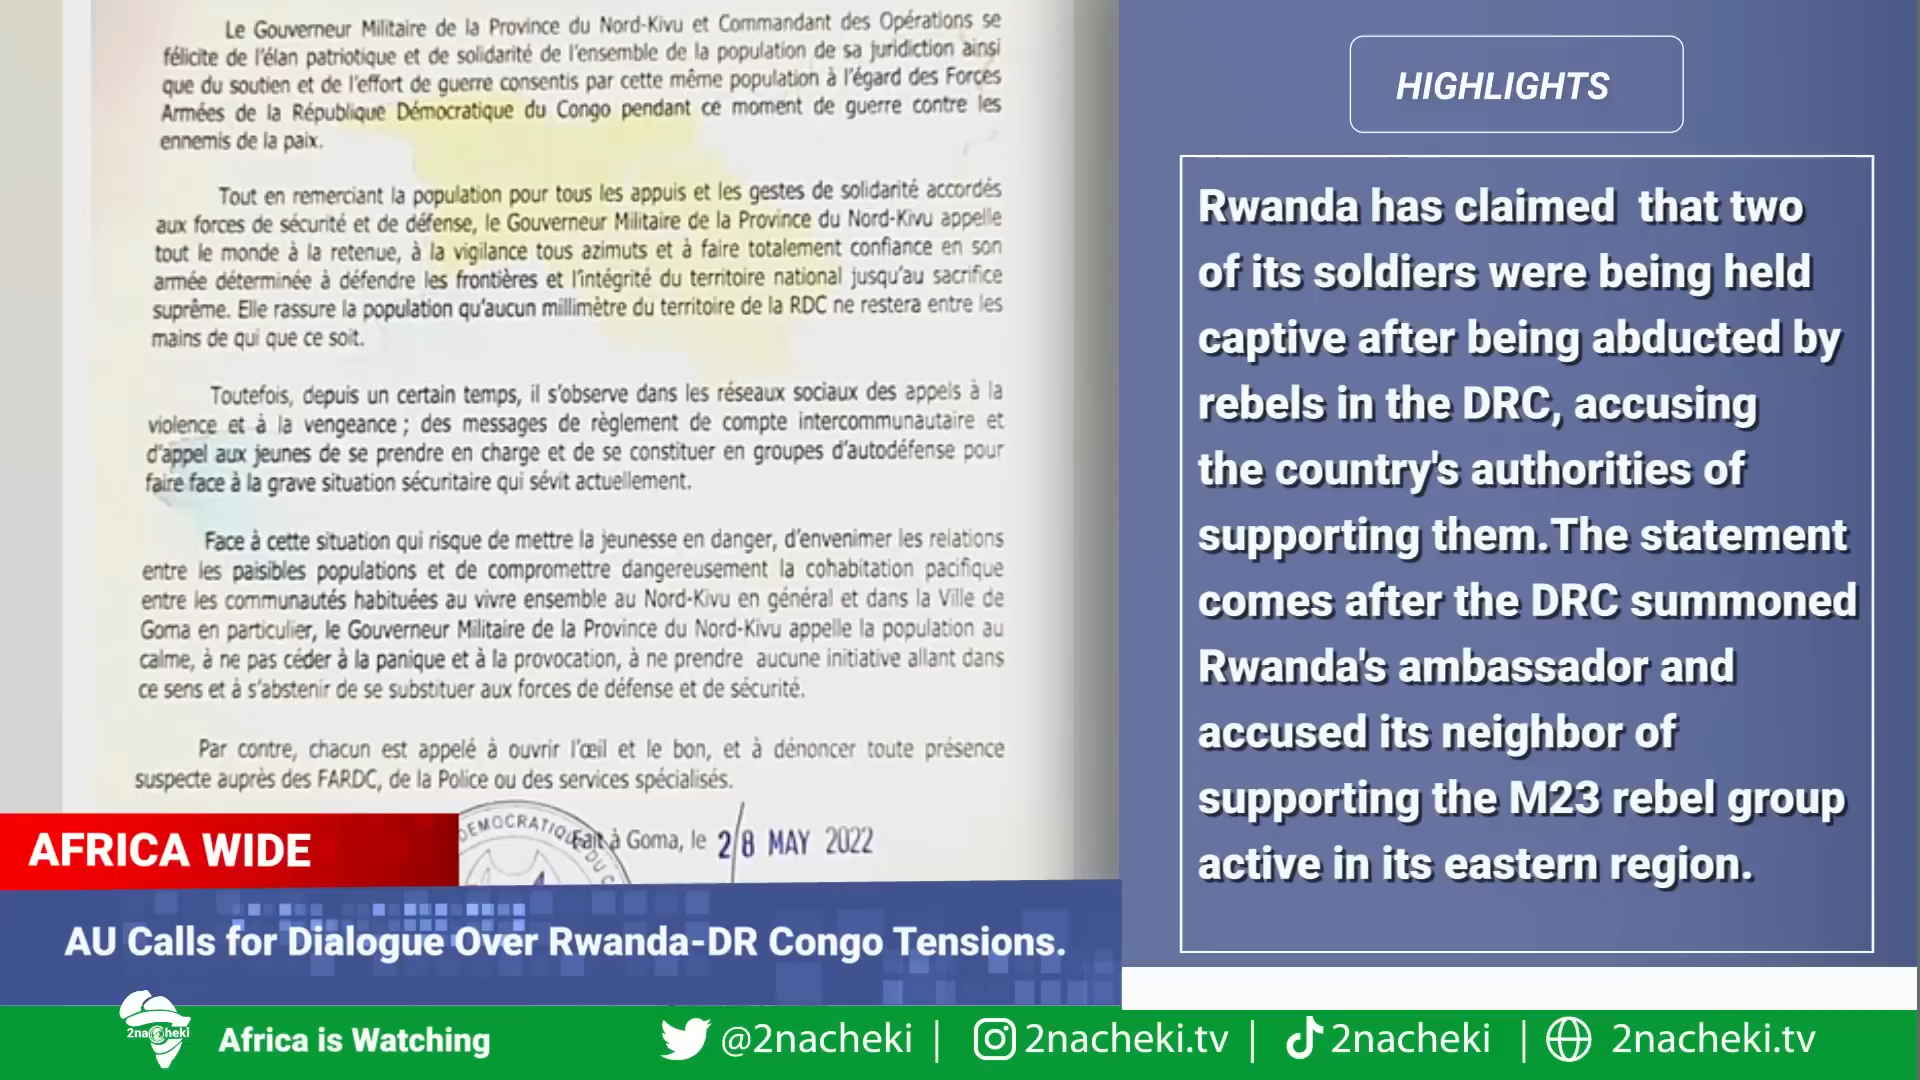 Le Gouverneur Militaire de la Province du Nord-Kivu et Commandant des Opérations se
félicite de l'élan patriotique et de solidarité de l'ensemble de la population de sa juridiction ainsi
que du soutien et de l'effort de guerre consentis par cette même population à l'égard des Forces
Armées de la République Démocratique du Congo pendant ce moment de guerre contre les
ennemis de la paix.
Tout en remerciant la population pour tous les appuis et les gestes de solidarité accordés
aux forces de sécurité et de défense, le Gouverneur Militaire de la Province du Nord-Kivu appelle
tout le monde à la retenue, à la vigilance tous azimuts et à faire totalement confiance en son
armée déterminée à défendre les frontières et l'intégrité du territoire national jusqu'au sacrifice
suprême. Elle rassure la population qu'aucun millimètre du territoire de la RDC ne restera entre les
mains de qui que ce soit.
Toutefois, depuis un certain temps, il s'observe dans les réseaux sociaux des appels à la
violence et à la vengeance ; des messages de règlement de compte intercommunautaire et
d'appel aux jeunes de se prendre en charge et de se constituer en groupes d'autodéfense pour
faire face à la grave situation sécuritaire qui sévit actuellement.
Face à cette situation qui risque de mettre la jeunesse en danger, d'envenimer les relations
entre les paisibles populations et de compromettre dangereusement la cohabitation pacifique
entre les communautés habituées au vivre ensemble au Nord-Kivu en général et dans la Ville de
Goma en particulier, le Gouverneur Militaire de la Province du Nord-Kivu appelle la population au
calme, à ne pas céder à la panique et à la provocation, à ne prendre aucune initiative allant dans
ce sens et à s'abstenir de se substituer aux forces de défense et de sécurité.
Par contre, chacun est appelé à ouvrir l'œil et le bon, et à dénoncer toute présence
suspecte auprès des FARDC, de la Police ou des services spécialisés.
Fait à Goma, le 28 MAY 2022
DEMOCRATIQUE DU C
AFRICA WIDE
AU Calls for Dialogue Over Rwanda-DR Congo Tensions.
HIGHLIGHTS
Rwanda has claimed that two
of its soldiers were being held
captive after being abducted by
rebels in the DRC, accusing
the country's authorities of
supporting them.The statement
comes after the DRC summoned
Rwanda's ambassador and
accused its neighbor of
supporting the M23 rebel group
active in its eastern region.
2nacheki
Africa is Watching
@2nacheki | 2nacheki.tv | 2nacheki | 2nacheki.tv